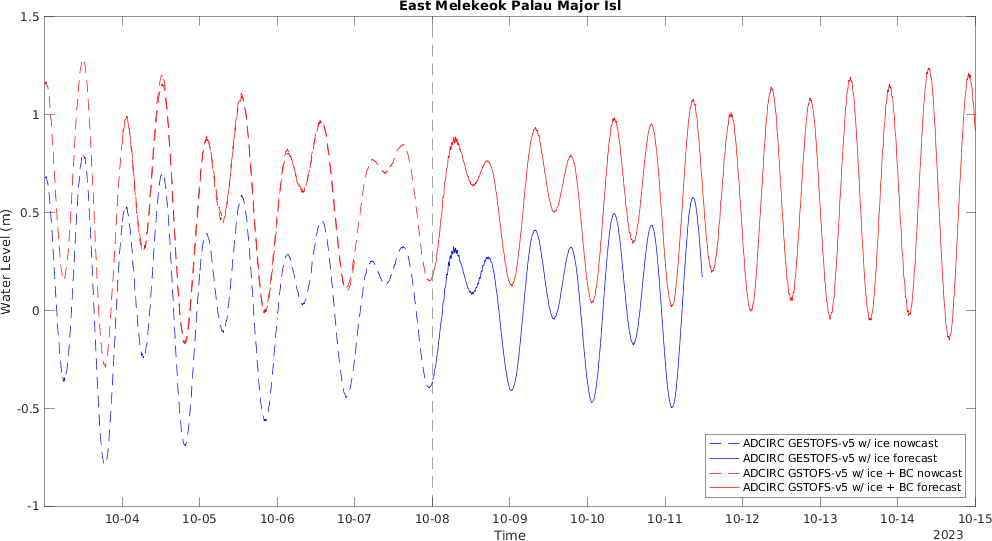 East Melekeok Palau Major Isl
1.5
1
0.5
0
-0.5
-1
Water Level (m)
ADCIRC GESTOFS-v5 w/ ice nowcast
ADCIRC GESTOFS-v5 w/ ice forecast
ADCIRC GSTOFS-v5 w/ ice + BC nowcast
ADCIRC GSTOFS-v5 w/ ice + BC forecast
10-04 10-05 10-06 10-07 10-08 10-09 10-10 10-11 10-12 10-13 10-14 10-15
Time
2023